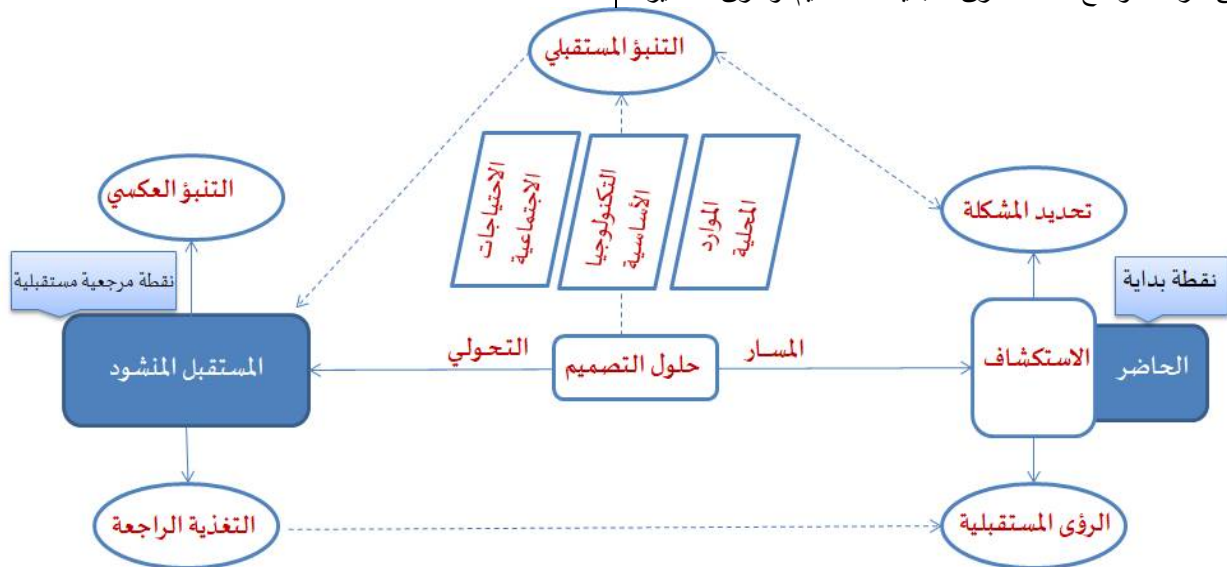 التنبؤ المستقبلي
الموارد
المحلية
التكنولوجيا
الأساسية
الاحتياجات
الاجتماعية
تحديد المشكلة
التنبؤ العكسي
نقطة بداية
نقطة مرجعية مستقبلية
الحاضر
الاستكشاف
المسار
حلول التصميم
التحولي
المستقبل المنشود
الرؤى المستقبلية
التغذية الراجعة